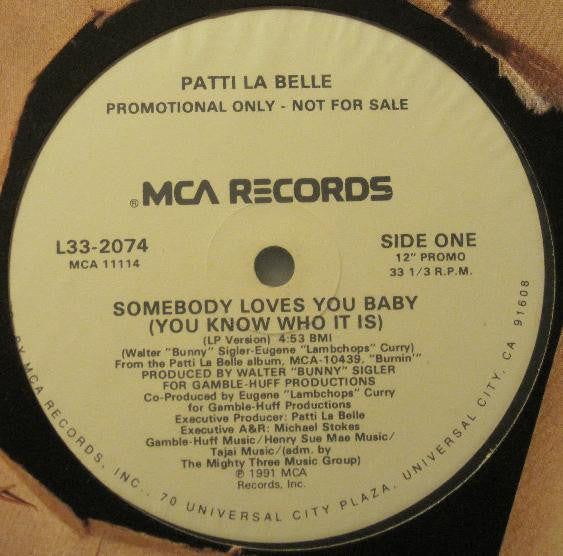 PATTI LA BELLE
PROMOTIONAL ONLY - NOT FOR SALE
® MCA RECORDS
L33-2074
MCA 11114
SIDE ONE
12" PROMO
33 1/3 R.P.M.
SOMEBODY LOVES YOU BABY
(YOU KNOW WHO IT IS)
(LP Version) 4:53 BMI
(Walter "Bunny" Sigler-Eugene "Lambchops" Curry)
From the Patti La Belle album, MCA-10439, "Burnin'"
PRODUCED BY WALTER "BUNNY" SIGLER
FOR GAMBLE-HUFF PRODUCTIONS
Co-Produced by Eugene "Lambchops" Curry
for Gamble-Huff Productions
Executive Producer: Patti La Belle
Executive A&R: Michael Stokes
Gamble-Huff Music/Henry Sue Mae Music/
Tajai Music/(adm. by
The Mighty Three Music Group)
℗ 1991 MCA
Records, Inc.
BY MCA RECORDS, INC., 70 UNIVERSAL CITY PLAZA, UNIVERSAL CITY, CA 91608